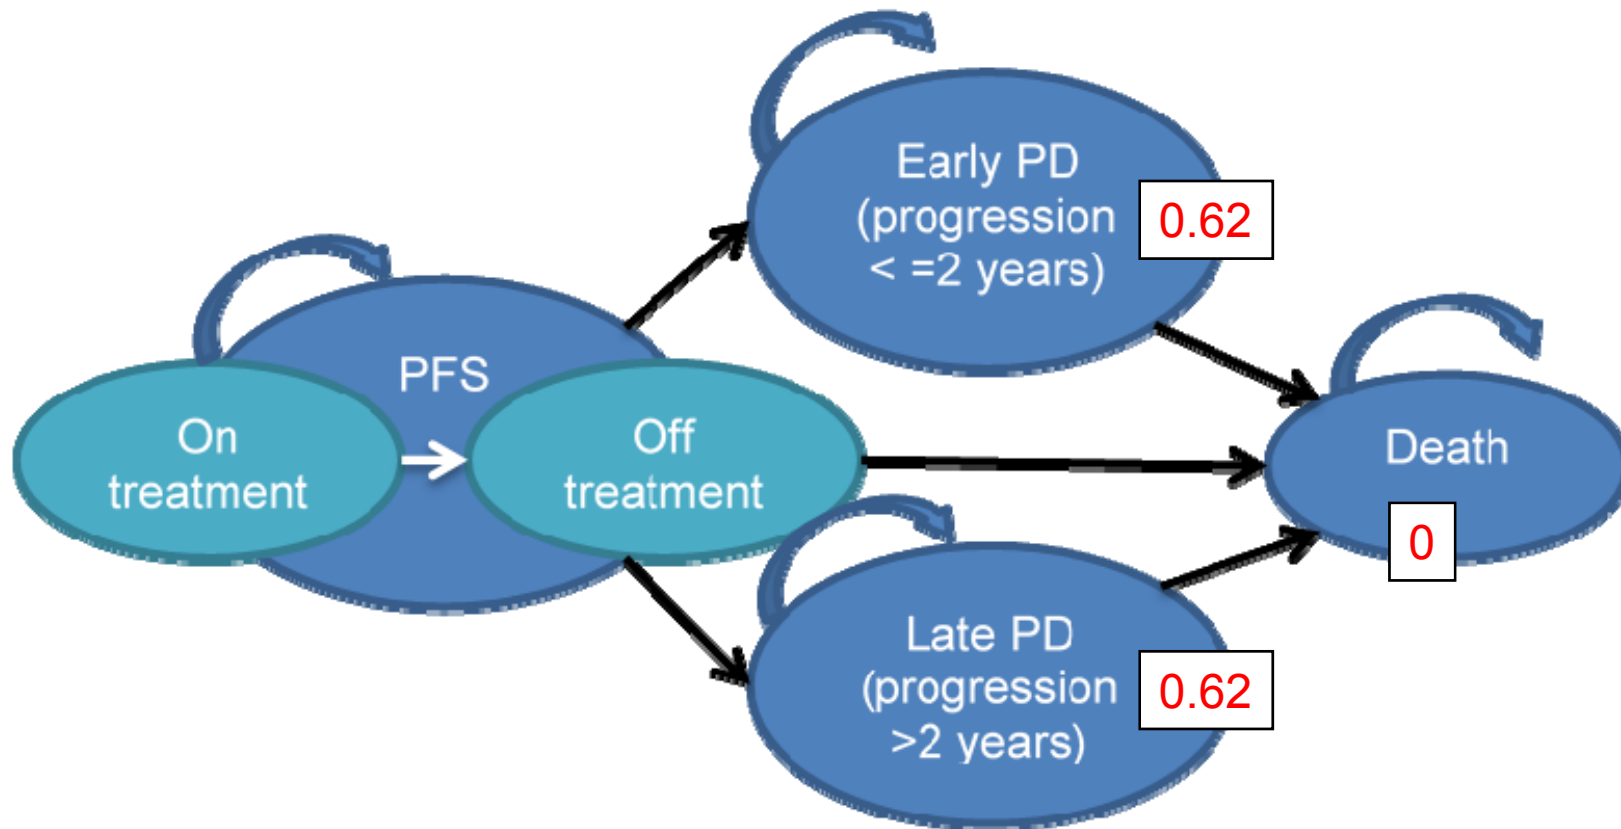 Early PD
(progression
< =2 years)
0.62
PFS
On
treatment
Off
treatment
Death
0
Late PD
(progression
>2 years)
0.62